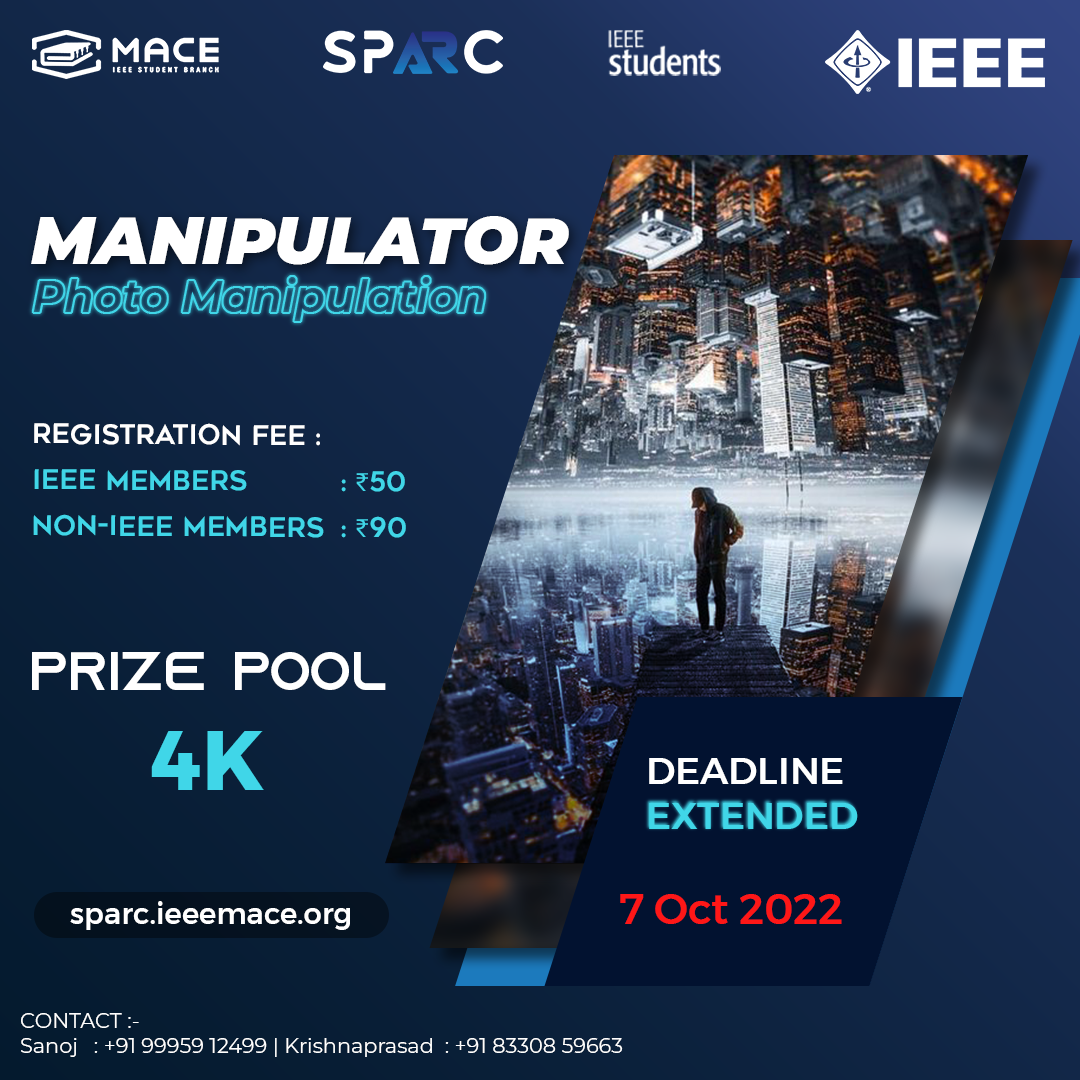 MACE
IEEE STUDENT BRANCH
SPARC
IEEE
students
IEEE
MANIPULATOR
Photo Manipulation
REGISTRATION FEE :
IEEE MEMBERS : ₹50
NON-IEEE MEMBERS : ₹90
PRIZE POOL
4K
DEADLINE
EXTENDED
7 Oct 2022
sparc.ieeemace.org
CONTACT :-
Sanoj : +91 99959 12499 | Krishnaprasad : +91 83308 59663